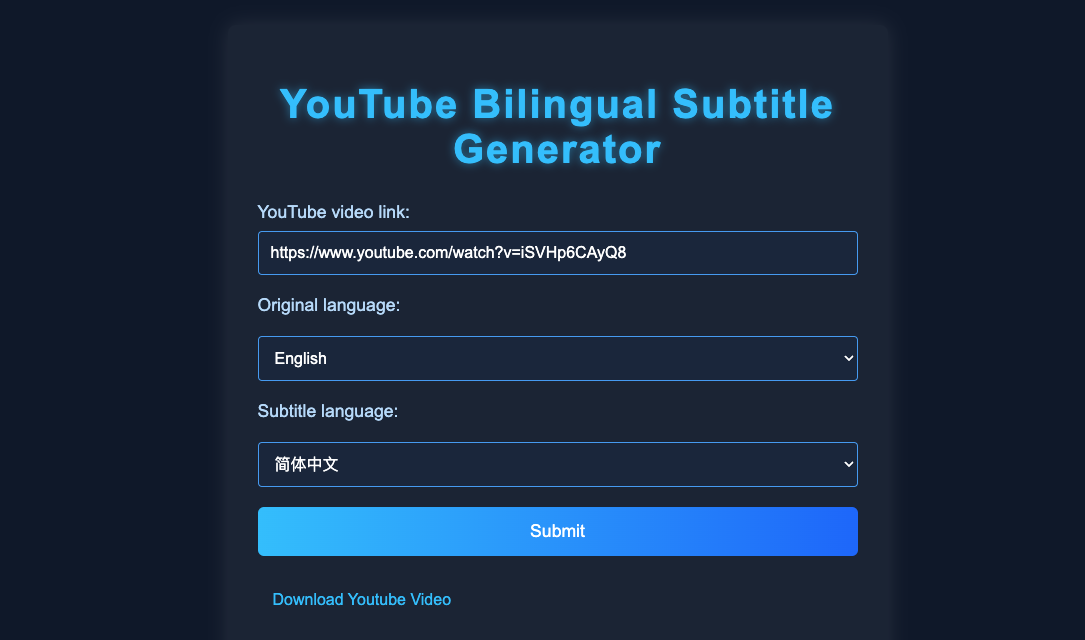 YouTube Bilingual Subtitle
Generator
YouTube video link:
https://www.youtube.com/watch?v=iSVHp6CAyQ8
Original language:
English
Subtitle language:
简体中文
Submit
Download Youtube Video